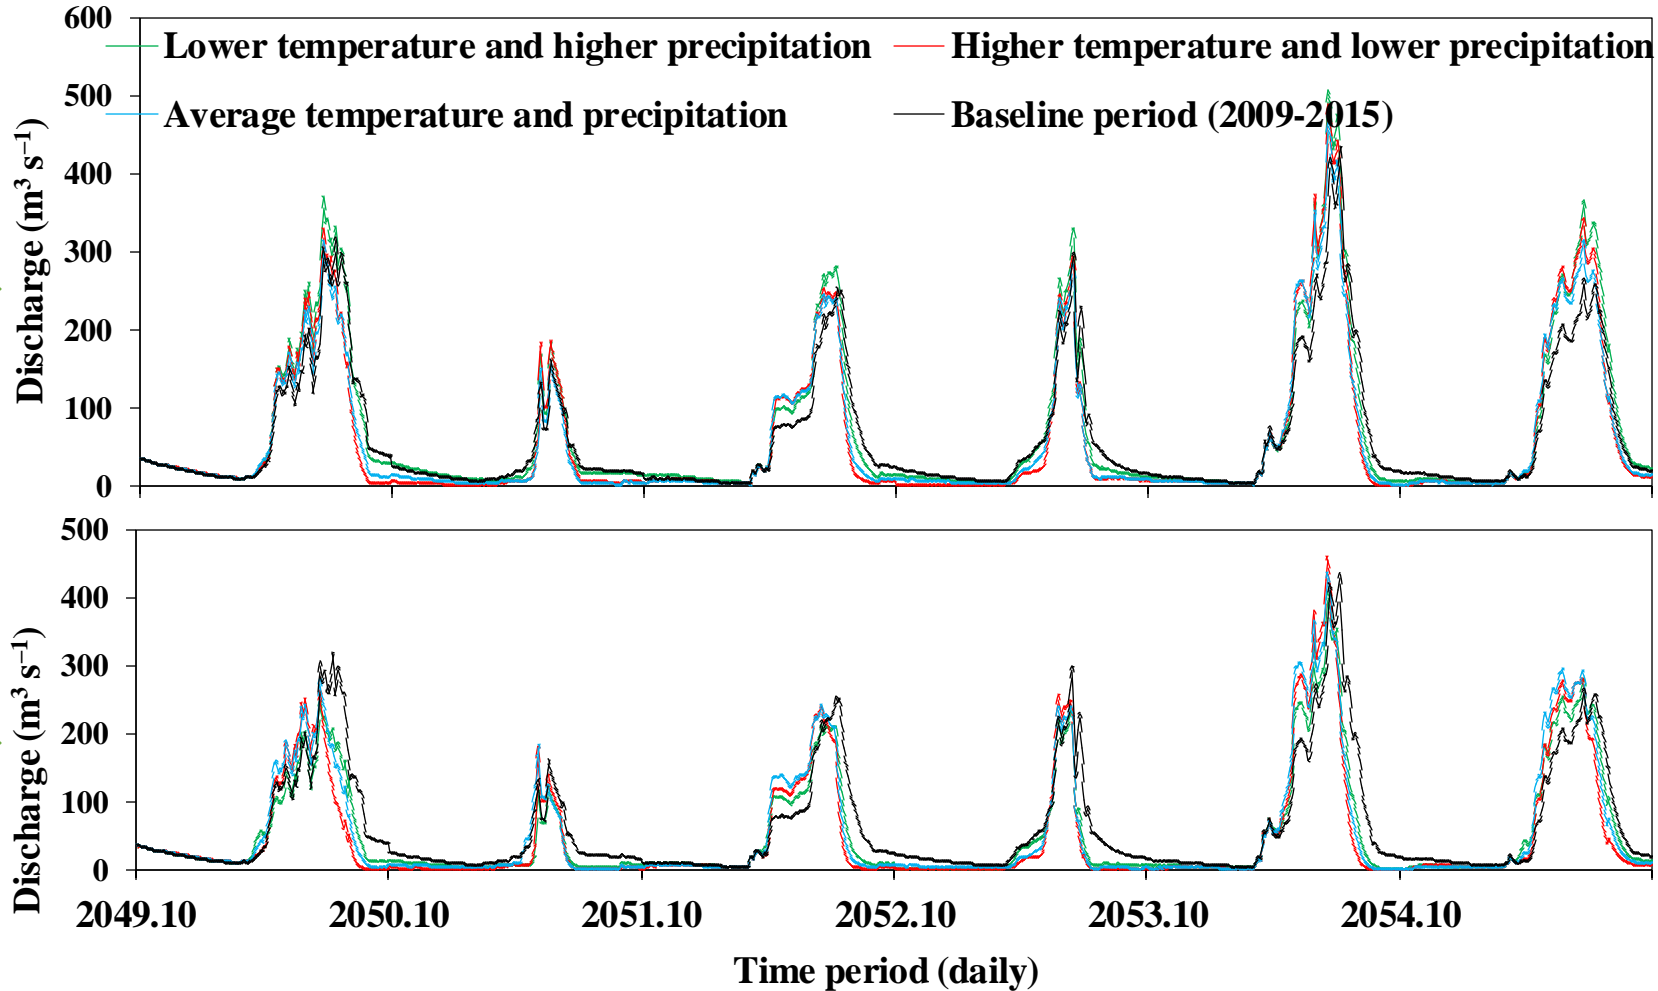 600
Lower temperature and higher precipitation
Higher temperature and lower precipitation
500
Average temperature and precipitation
Baseline period (2009-2015)
400
300
200
100
0
Discharge (m³ s⁻¹)
500
400
300
200
100
0
Discharge (m³ s⁻¹)
2049.10 2050.10 2051.10 2052.10 2053.10 2054.10
Time period (daily)